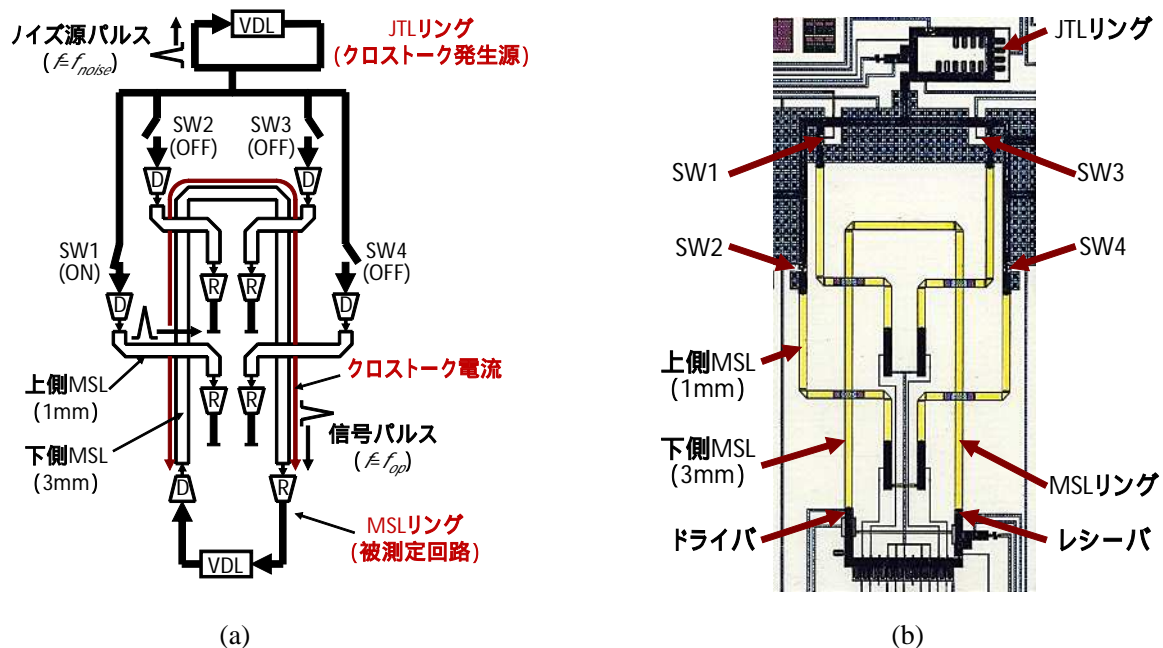 VDL
ノイズ源パルス
(f=f_noise)
JTLリング
(クロストーク発生源)
SW2
(OFF)
SW3
(OFF)
D
D
SW1
(ON)
SW4
(OFF)
R
R
D
D
上側MSL
(1mm)
クロストーク電流
R
R
下側MSL
(3mm)
信号パルス
(f=f_op)
D
R
MSLリング
(被測定回路)
VDL
(a)
JTLリング
SW1
SW3
SW2
SW4
上側MSL
(1mm)
下側MSL
(3mm)
MSLリング
ドライバ
レシーバ
(b)